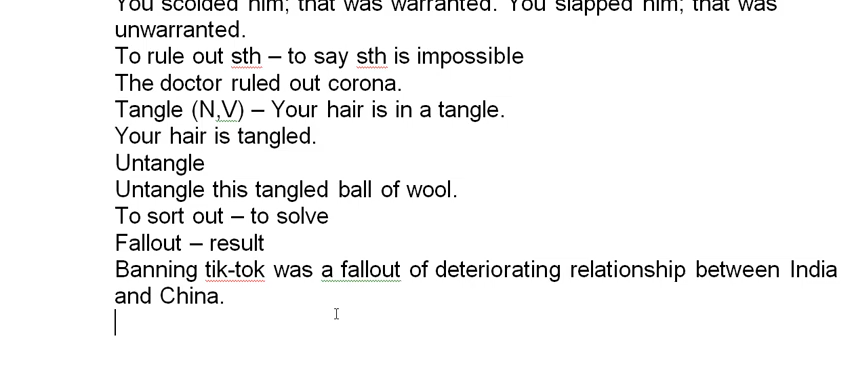 You scolded him; that was warranted. You slapped him; that was
unwarranted.
To rule out sth – to say sth is impossible
The doctor ruled out corona.
Tangle (N,V) – Your hair is in a tangle.
Your hair is tangled.
Untangle
Untangle this tangled ball of wool.
To sort out – to solve
Fallout – result
Banning tik-tok was a fallout of deteriorating relationship between India
and China.